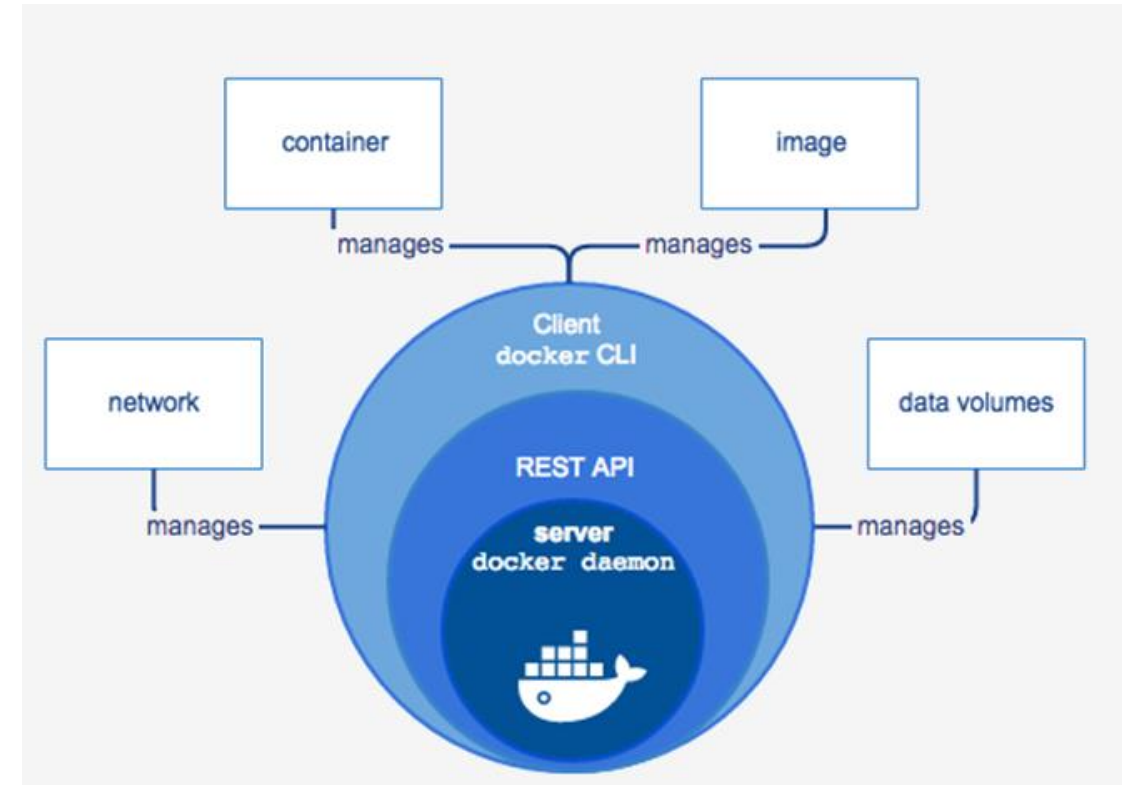 container
image
manages
manages
Client
docker CLI
network
data volumes
REST API
manages
manages
server
docker daemon